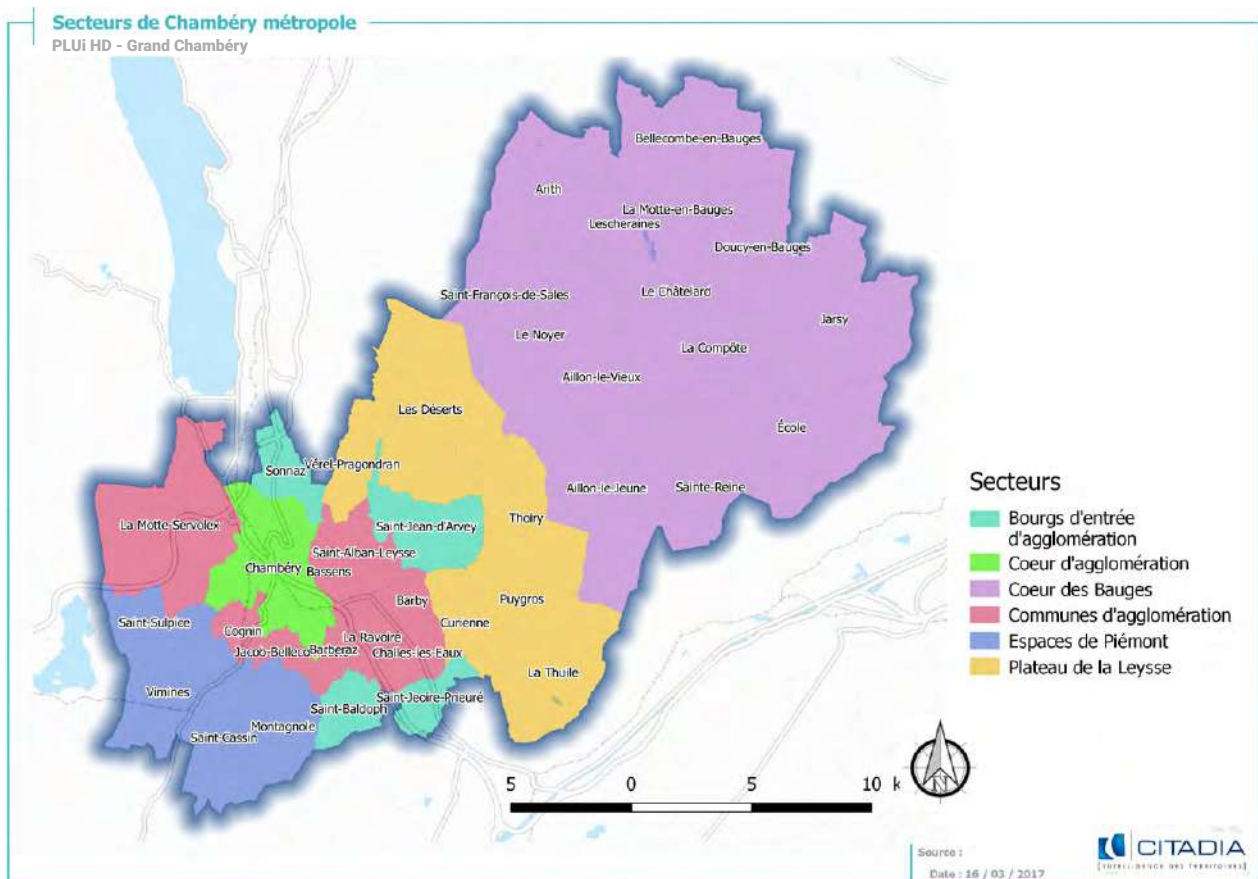 Secteurs de Chambéry métropole
PLUi HD - Grand Chambéry
Bellecombe-en-Bauges
Arith
La Motte-en-Bauges
Lescheraines
Doucy-en-Bauges
Saint-François-de-Sales
Le Châtelard
Jarsy
Le Noyer
La Compôte
Aillon-le-Vieux
Les Déserts
École
Sonnaz
Vérel-Pragondran
Aillon-le-Jeune
Sainte-Reine
La Motte-Servolex
Saint-Jean-d'Arvey
Thoiry
Saint-Alban-Leysse
Chambéry
Bassens
Barby
Puygros
Saint-Sulpice
Cognin
La Ravoire
Curienne
Jacob-Belleco
Barberaz
Challes-les-Eaux
La Thuile
Vimines
Saint-Baldoph
Saint-Jeoire-Prieuré
Montagnole
Saint-Cassin
Secteurs
Bourgs d'entrée
d'agglomération
Coeur d'agglomération
Coeur des Bauges
Communes d'agglomération
Espaces de Piémont
Plateau de la Leysse
5 0 5 10 k
N
Source :
Date : 16 / 03 / 2017
CITADIA
[INTELLIGENCE DES TERRITOIRES]